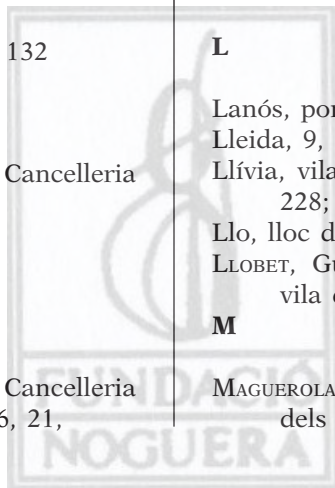 132
Cancelleria
Cancelleria
6, 21,
L
Lanós, por
Lleida, 9,
Llívia, vila
228;
Llo, lloc d
LLOBET, GU
vila
M
MAGUEROLA
dels
FUNDACIÓ
NOGUERA